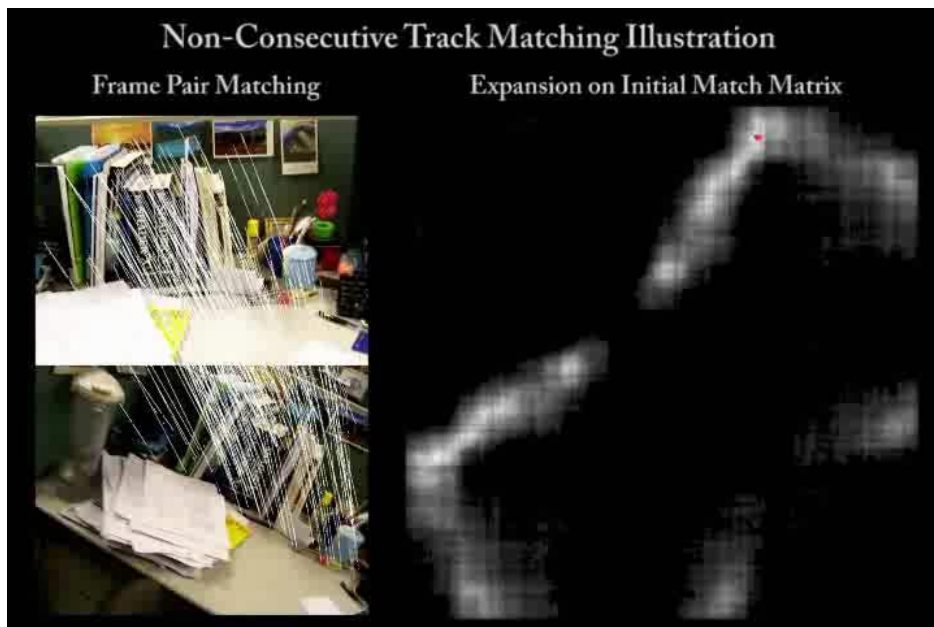 Non-Consecutive Track Matching Illustration
Frame Pair Matching
Expansion on Initial Match Matrix